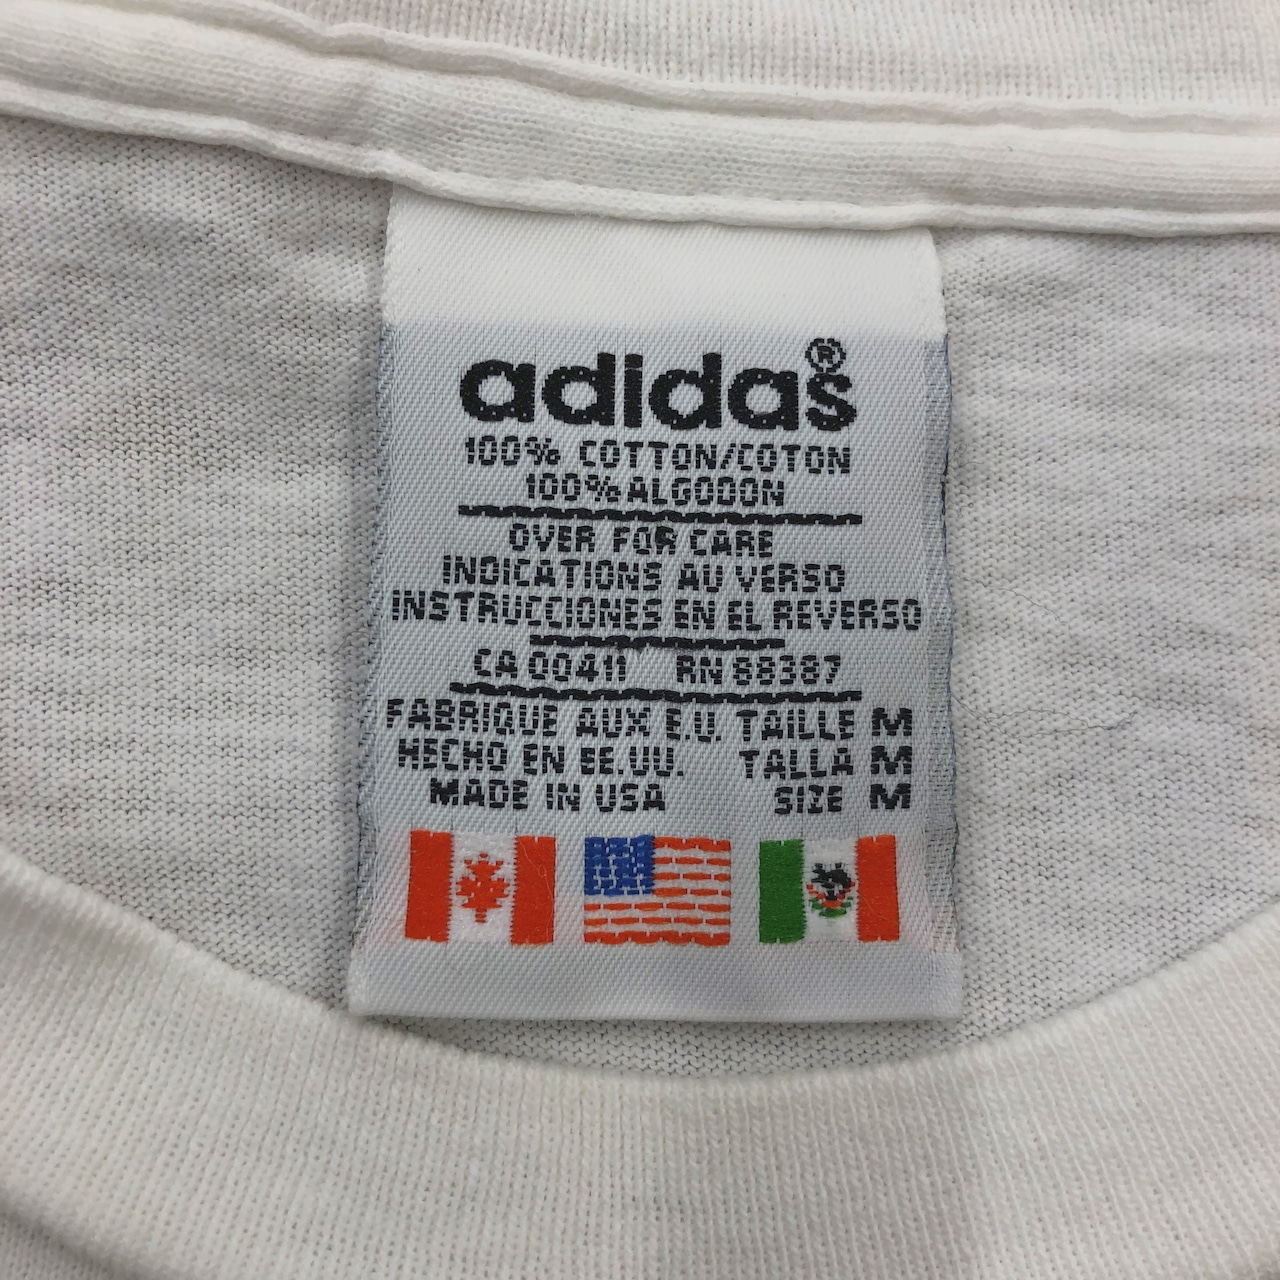 adidas®
100% COTTON/COTON
100% ALGODON
OVER FOR CARE
INDICATIONS AU VERSO
INSTRUCCIONES EN EL REVERSO
CA 00411 RN 88387
FABRIQUE AUX E.U. TAILLE M
HECHO EN EE.UU. TALLA M
MADE IN USA SIZE M